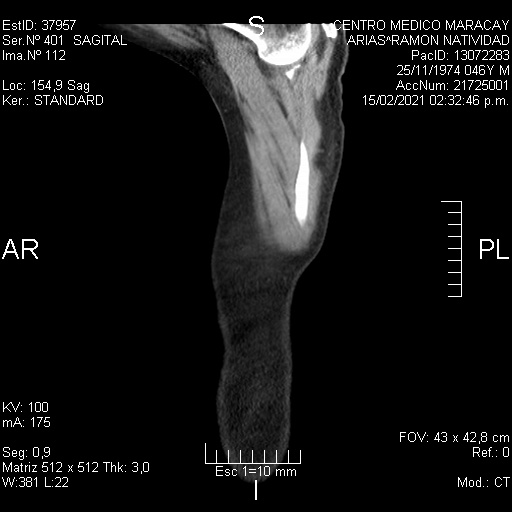 EstID: 37957
Ser.Nº 401 SAGITAL
Ima.Nº 112
Loc: 154,9 Sag
Ker.: STANDARD
S
CENTRO MEDICO MARACAY
ARIAS^RAMON NATIVIDAD
PacID: 13072283
25/11/1974 046Y M
AccNum: 21725001
15/02/2021 02:32:46 p.m.
AR
PL
KV: 100
mA: 175
Seg: 0,9
Matriz 512 x 512 Thk: 3,0
W:381 L:22
Esc 1=10 mm
I
FOV: 43 x 42,8 cm
Ref.: 0
Mod.: CT